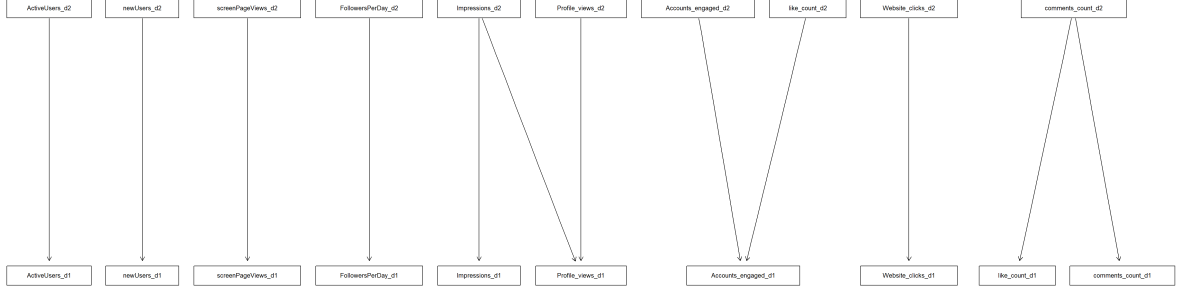 ActiveUsers_d2
newUsers_d2
screenPageViews_d2
FollowersPerDay_d2
Impressions_d2
Profile_views_d2
Accounts_engaged_d2
like_count_d2
Website_clicks_d2
comments_count_d2
ActiveUsers_d1
newUsers_d1
screenPageViews_d1
FollowersPerDay_d1
Impressions_d1
Profile_views_d1
Accounts_engaged_d1
Website_clicks_d1
like_count_d1
comments_count_d1